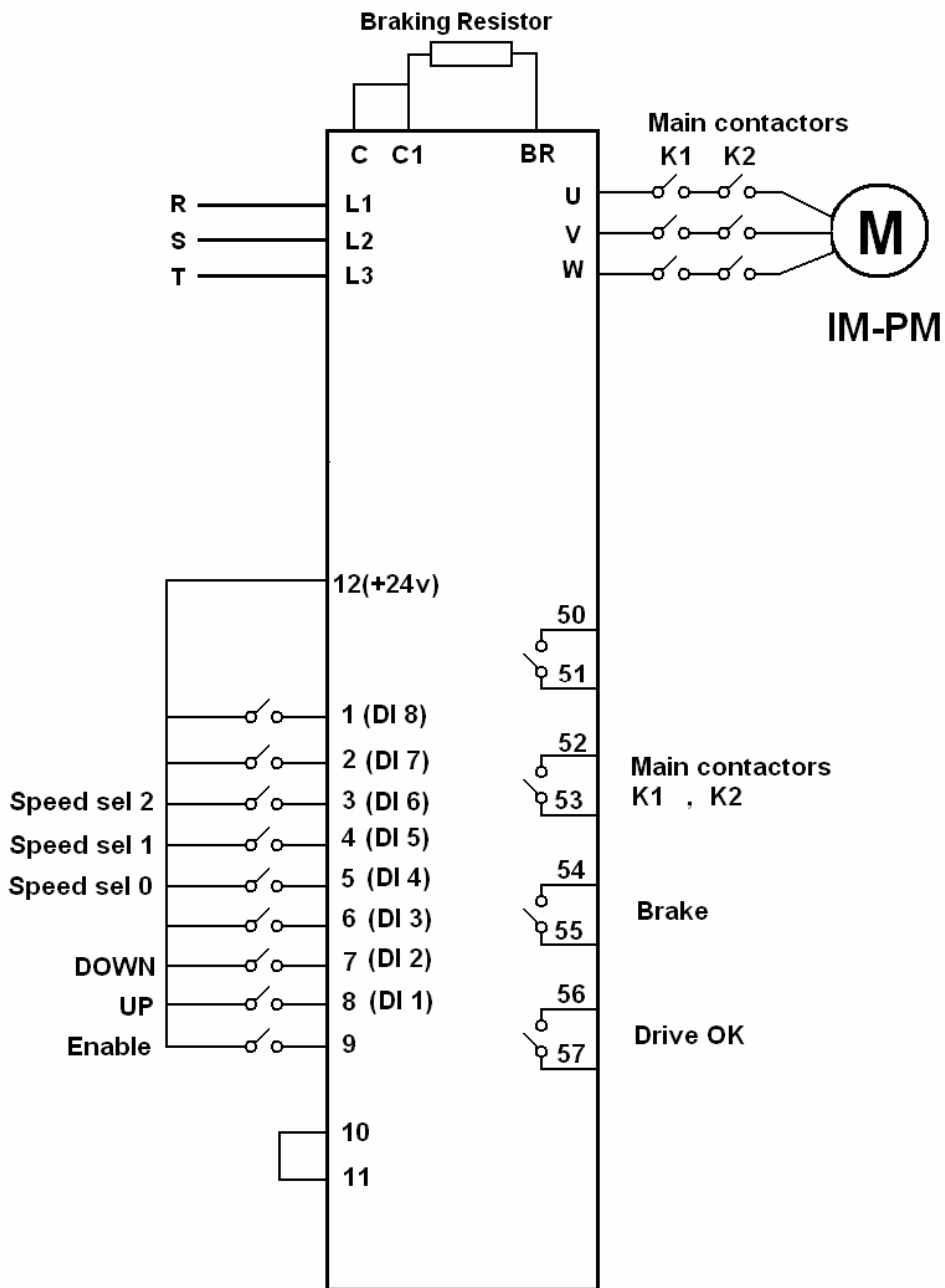 Braking Resistor
C C1 BR
Main contactors
K1 K2
R L1 U
S L2 V
T L3 W
M
IM-PM
12(+24v)
50
51
1 (DI 8)
2 (DI 7)
Speed sel 2 3 (DI 6)
Speed sel 1 4 (DI 5)
Speed sel 0 5 (DI 4)
6 (DI 3)
DOWN 7 (DI 2)
UP 8 (DI 1)
Enable 9
10
11
52
53
Main contactors
K1 , K2
54
55
Brake
56
57
Drive OK